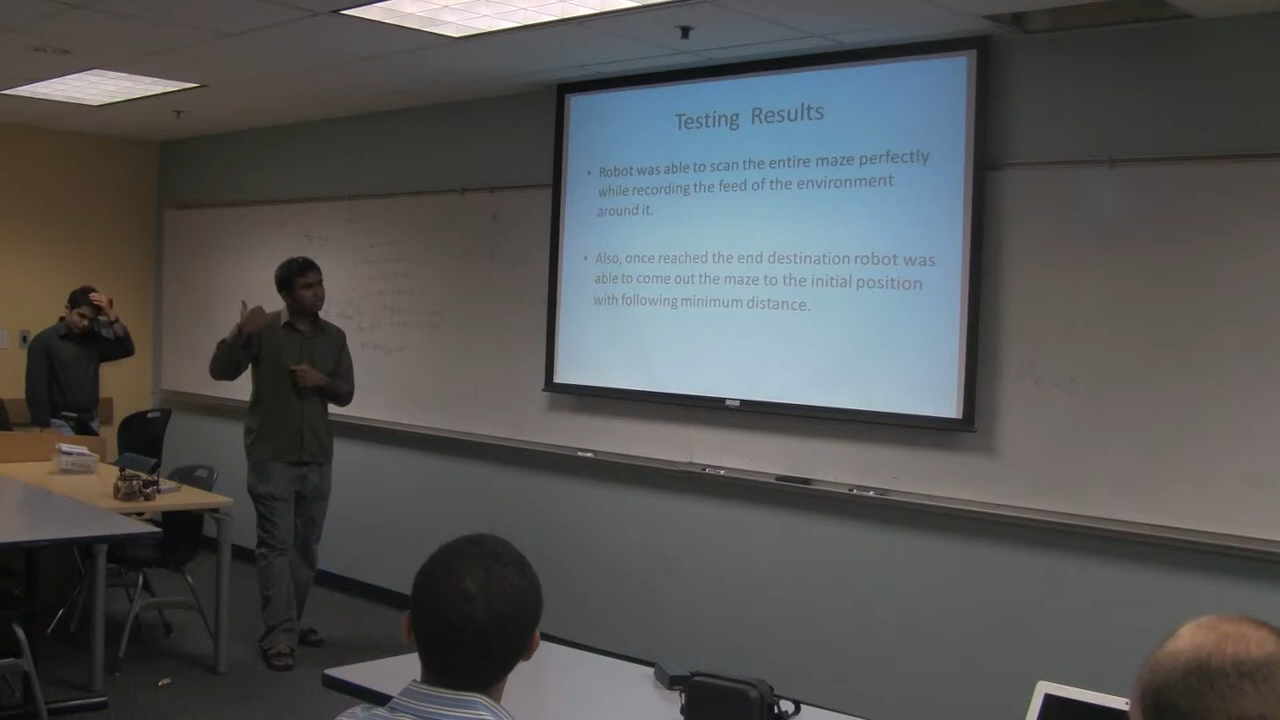 Testing Results
• Robot was able to scan the entire maze perfectly
while recording the feed of the environment
around it.
• Also, once reached the end destination robot was
able to come out the maze to the initial position
with following minimum distance.